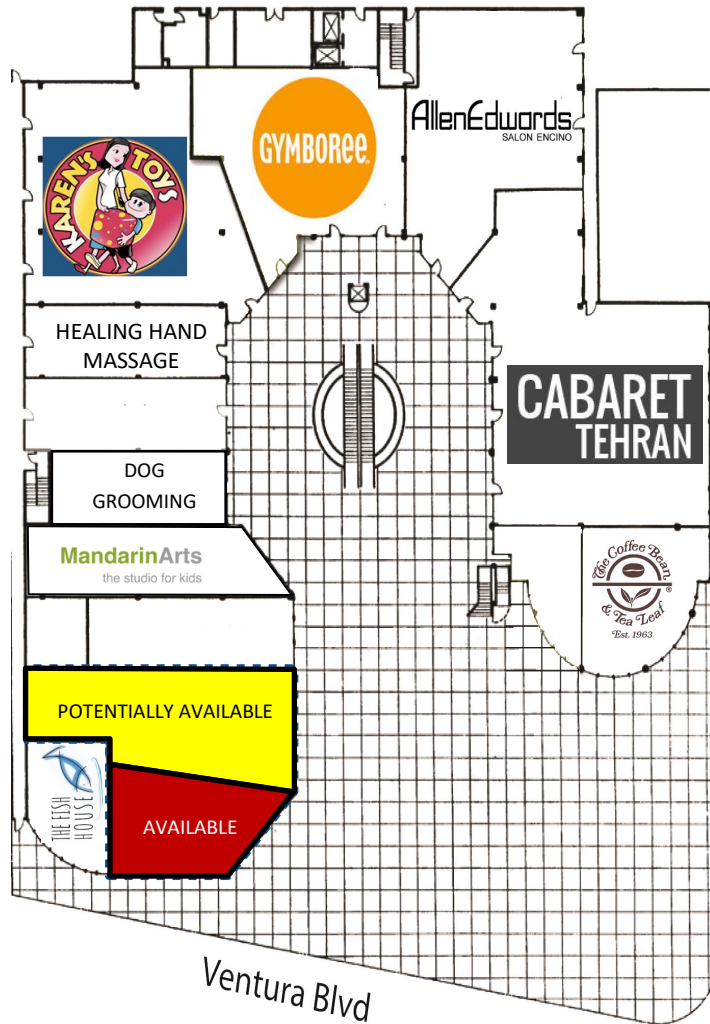 GYMBOREE
AllenEdwards
SALON ENCINO
KAREN'S TOYS
HEALING HAND
MASSAGE
CABARET
TEHRAN
DOG
GROOMING
MandarinArts
the studio for kids
The Coffee Bean
& Tea Leaf
®
Est. 1963
POTENTIALLY AVAILABLE
THE FISH
HOUSE
AVAILABLE
Ventura Blvd